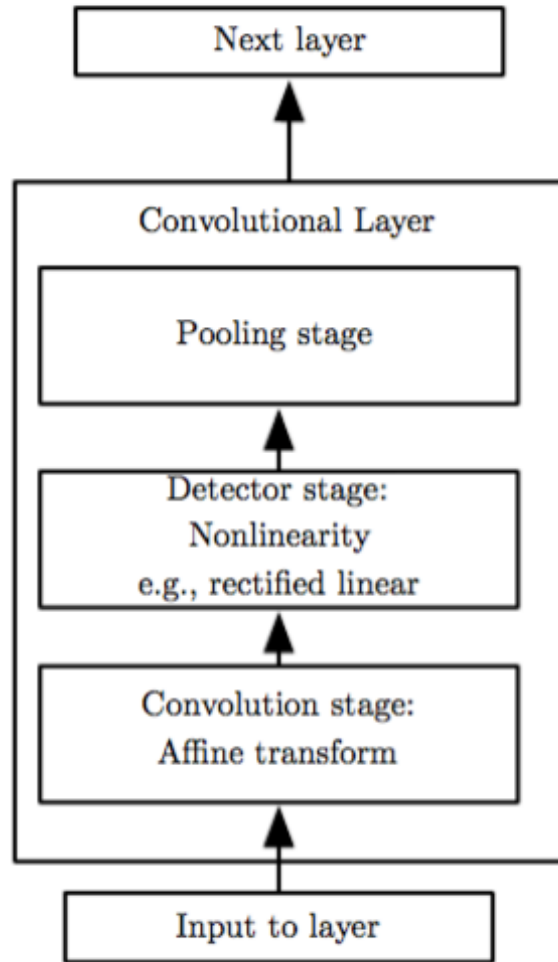 Next layer
Convolutional Layer
Pooling stage
Detector stage:
Nonlinearity
e.g., rectified linear
Convolution stage:
Affine transform
Input to layer